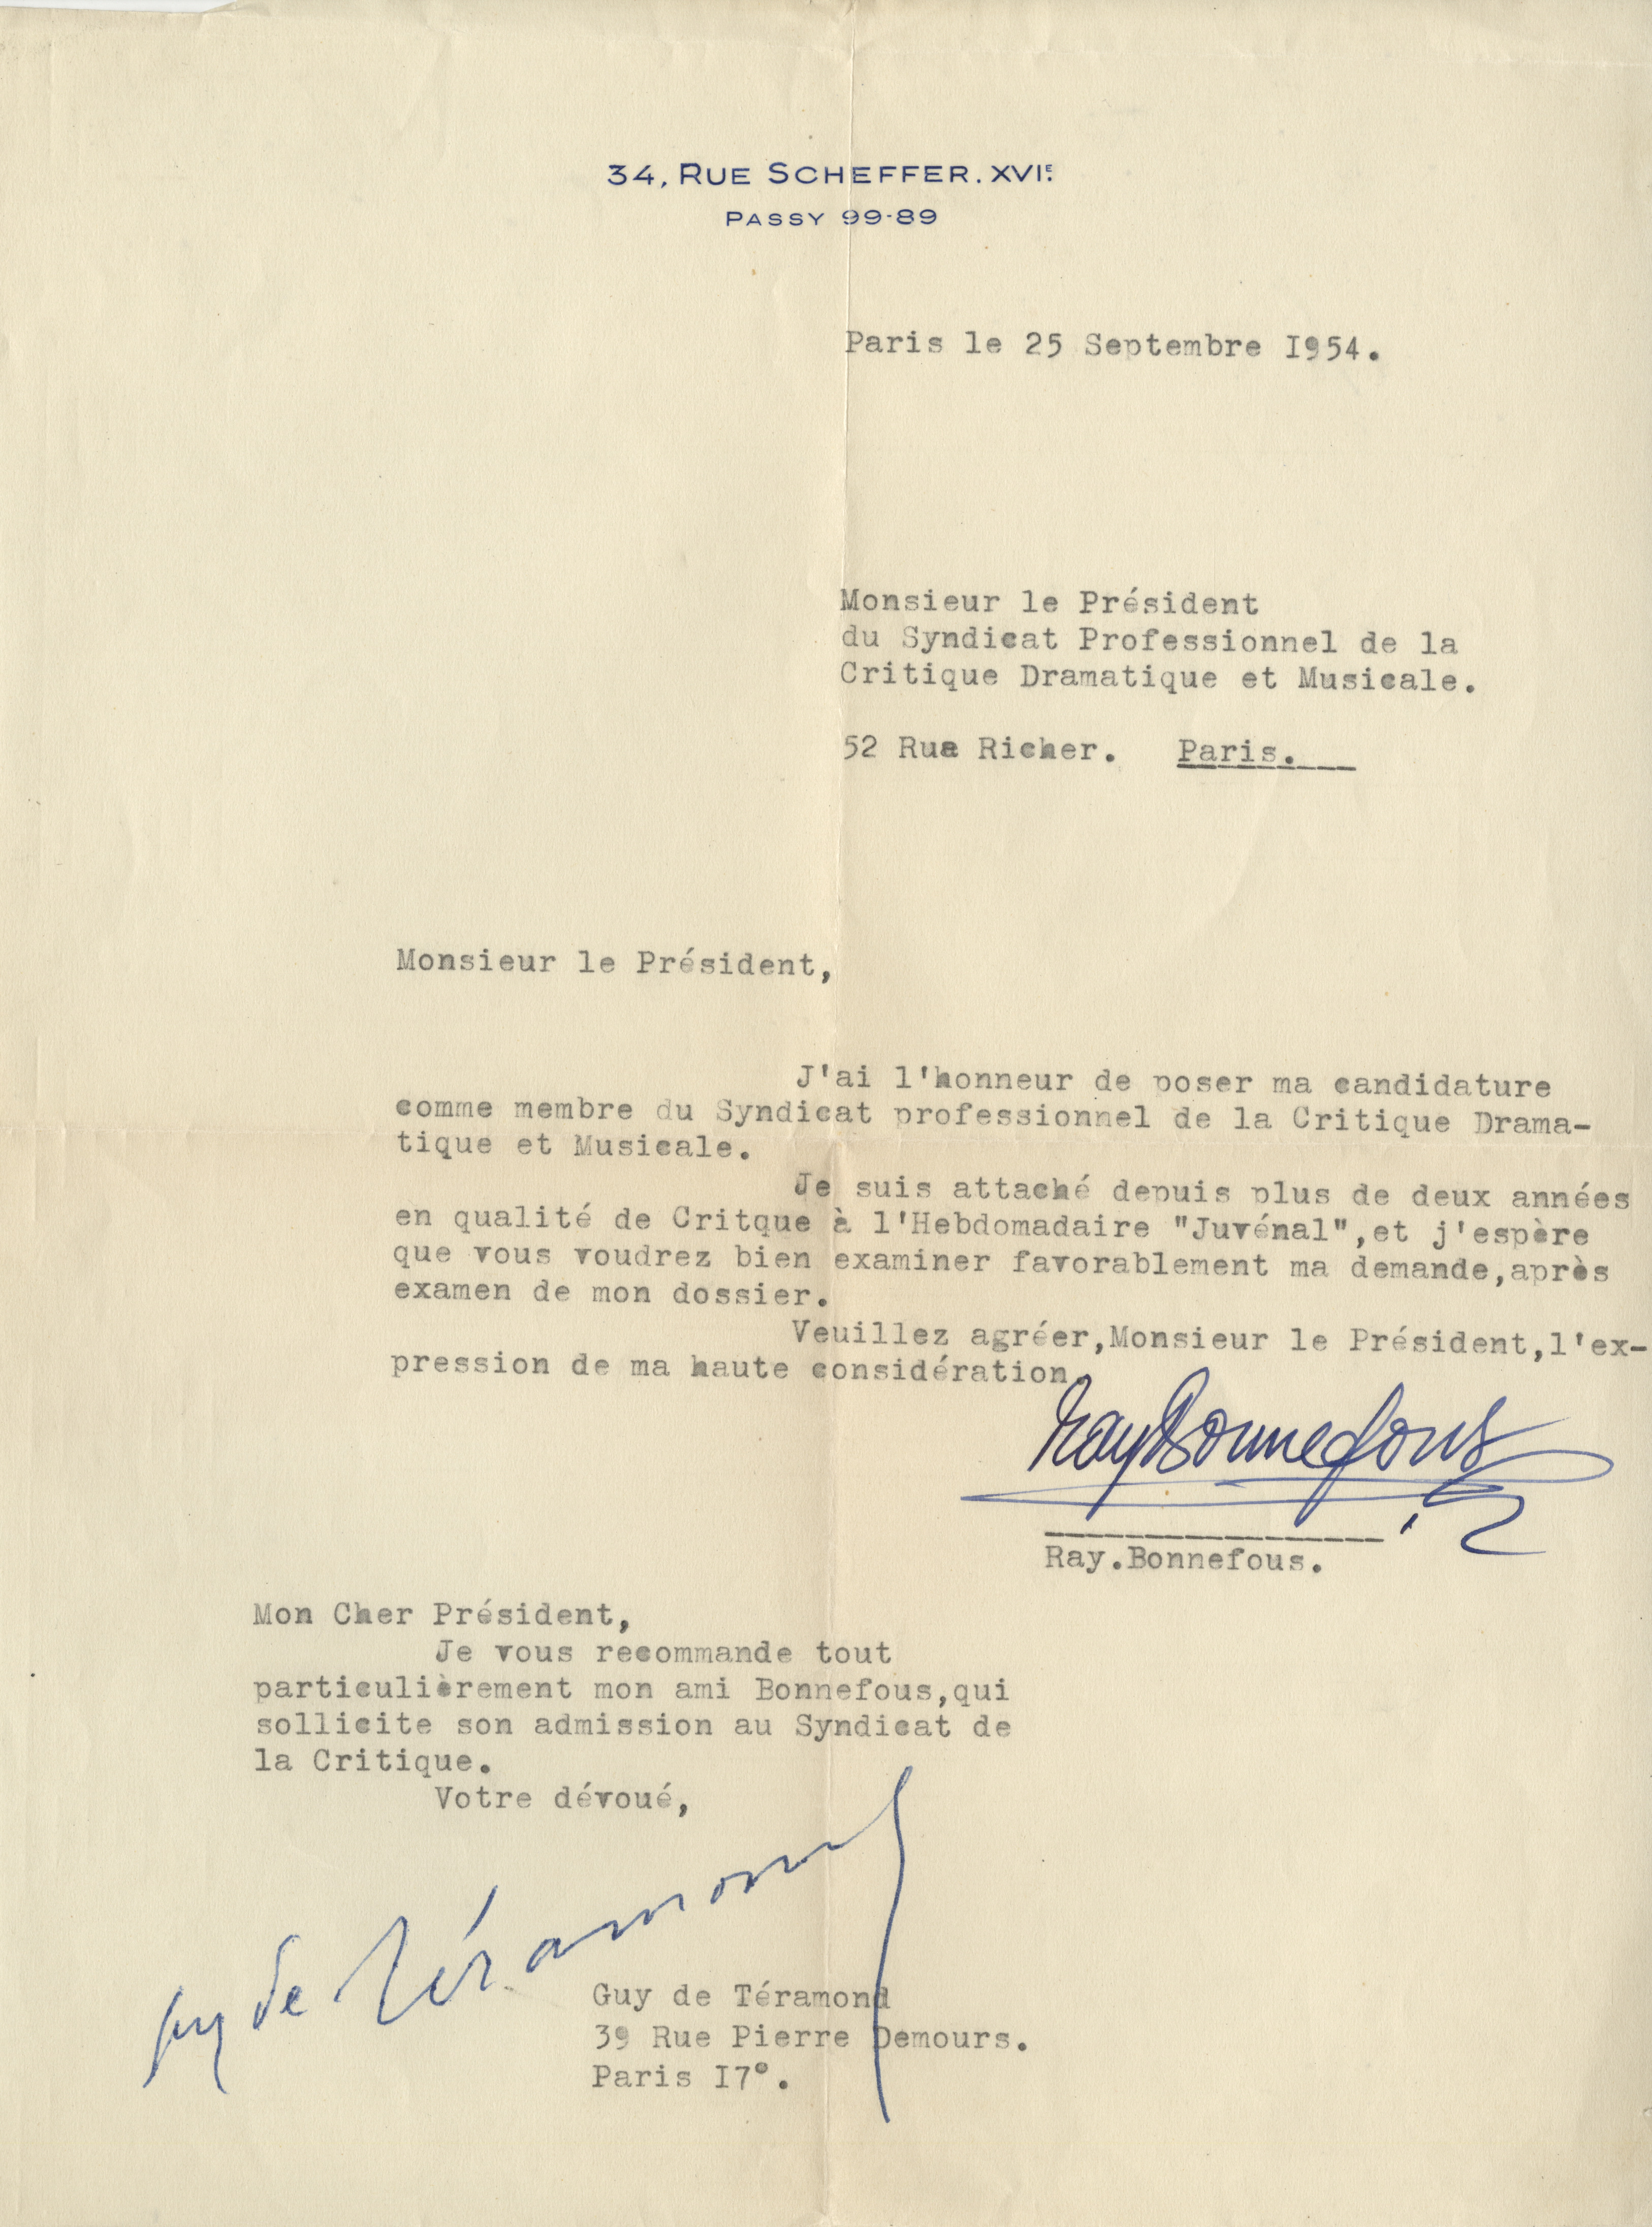 34, RUE SCHEFFER. XVIE.
PASSY 99-89
Paris le 25 Septembre I954.
Monsieur le Président
du Syndicat Professionnel de la
Critique Dramatique et Musicale.
52 Rue Richer. Paris.
Monsieur le Président,
J'ai l'honneur de poser ma candidature
comme membre du Syndicat professionnel de la Critique Drama-
tique et Musicale.
Je suis attaché depuis plus de deux années
en qualité de Critque à l'Hebdomadaire "Juvénal",et j'espère
que vous voudrez bien examiner favorablement ma demande,après
examen de mon dossier.
Veuillez agréer,Monsieur le Président,l'ex-
pression de ma haute considération.
Ray Bonnefous
Ray.Bonnefous.
Mon Cher Président,
Je vous recommande tout
particulièrement mon ami Bonnefous,qui
sollicite son admission au Syndicat de
la Critique.
Votre dévoué,
Guy de Téramond
Guy de Téramond
39 Rue Pierre Demours.
Paris I7°.